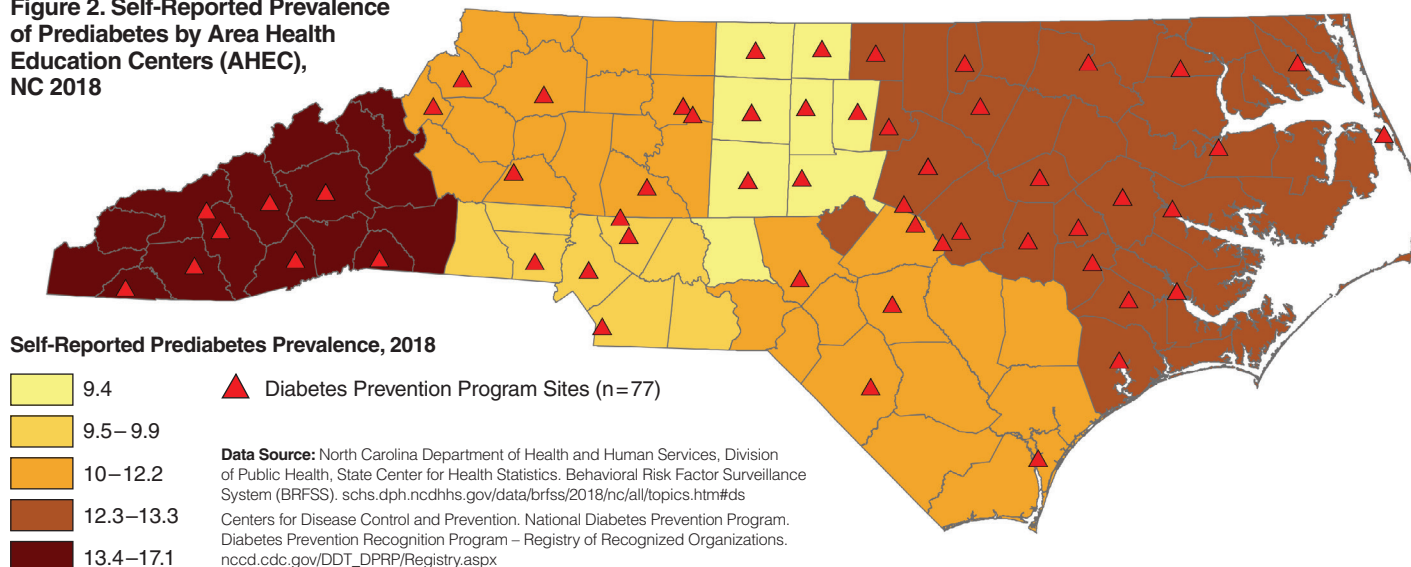 Figure 2. Self-Reported Prevalence
of Prediabetes by Area Health
Education Centers (AHEC),
NC 2018
Self-Reported Prediabetes Prevalence, 2018
9.4
9.5–9.9
10–12.2
12.3–13.3
13.4–17.1
Diabetes Prevention Program Sites (n=77)
Data Source: North Carolina Department of Health and Human Services, Division
of Public Health, State Center for Health Statistics. Behavioral Risk Factor Surveillance
System (BRFSS). schs.dph.ncdhhs.gov/data/brfss/2018/nc/all/topics.htm#ds
Centers for Disease Control and Prevention. National Diabetes Prevention Program.
Diabetes Prevention Recognition Program – Registry of Recognized Organizations.
nccd.cdc.gov/DDT_DPRP/Registry.aspx